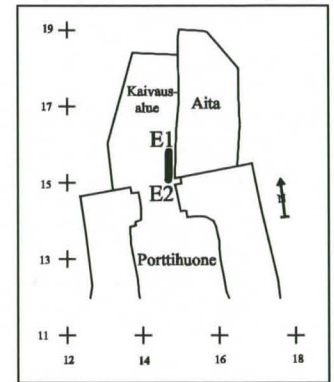 19
Kaivaus-
alue
Aita
17
E1
15
E2
N
13
Porttihuone
11
12
14
16
18